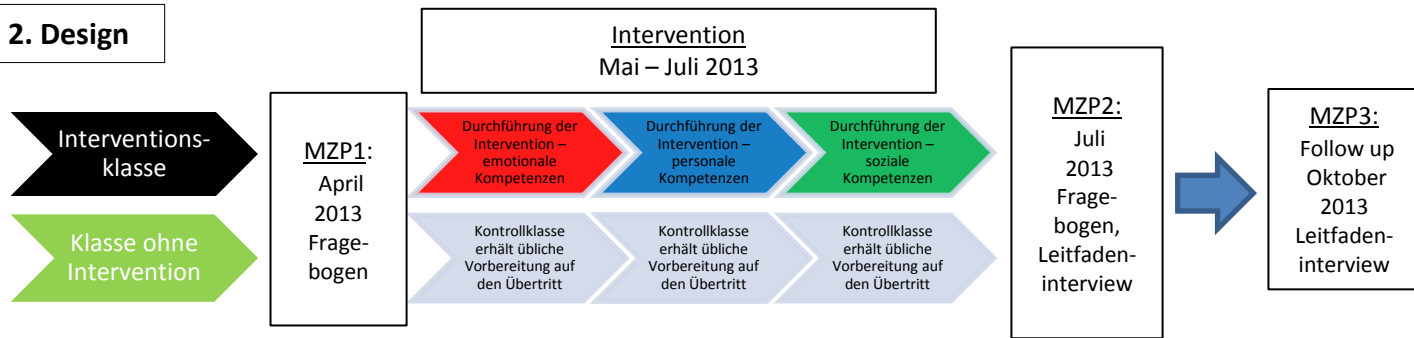 2. Design
Intervention
Mai – Juli 2013
Interventions-
klasse
Klasse ohne
Intervention
MZP1:
April
2013
Frage-
bogen
Durchführung der
Intervention –
emotionale
Kompetenzen
Durchführung der
Intervention –
personale
Kompetenzen
Durchführung der
Intervention –
soziale
Kompetenzen
Kontrollklasse
erhält übliche
Vorbereitung auf
den Übertritt
Kontrollklasse
erhält übliche
Vorbereitung auf
den Übertritt
Kontrollklasse
erhält übliche
Vorbereitung auf
den Übertritt
MZP2:
Juli
2013
Frage-
bogen,
Leitfaden-
interview
MZP3:
Follow up
Oktober
2013
Leitfaden-
interview